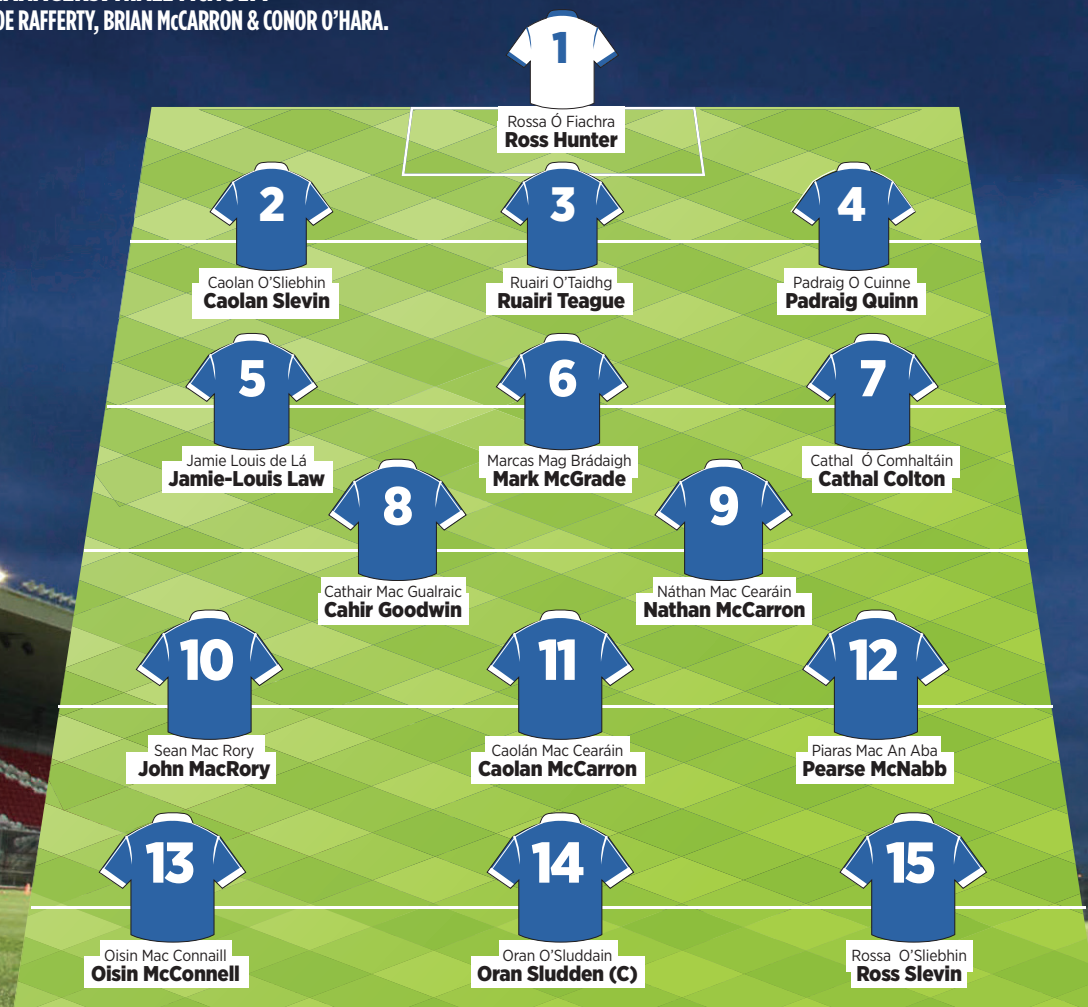 DE RAFFERTY, BRIAN McCARRON & CONOR O'HARA.
1
Rossa Ó Fiachra
Ross Hunter
2
3
4
Caolan O'Sliebhin
Caolan Slevin
Ruairi O'Taidhg
Ruairi Teague
Padraig O Cuinne
Padraig Quinn
5
6
7
Jamie Louis de Lá
Jamie-Louis Law
Marcas Mag Brádaigh
Mark McGrade
Cathal Ó Comhaltáin
Cathal Colton
8
9
Cathair Mac Gualraic
Cahir Goodwin
Náthan Mac Cearáin
Nathan McCarron
10
11
12
Sean Mac Rory
John MacRory
Caolán Mac Cearáin
Caolan McCarron
Piaras Mac An Aba
Pearse McNabb
13
14
15
Oisin Mac Connaill
Oisin McConnell
Oran O'Sluddain
Oran Sludden (C)
Rossa O'Sliebhin
Ross Slevin